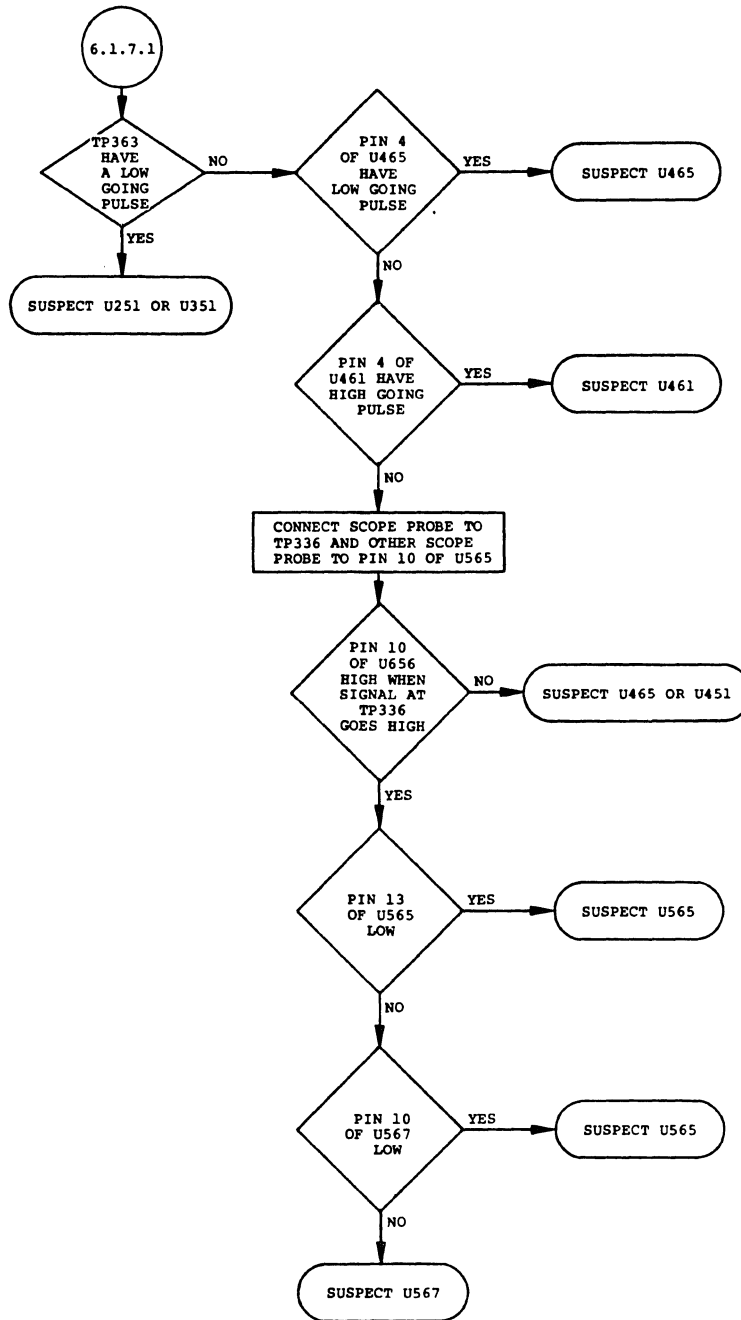 6.1.7.1
TP363
HAVE
A LOW
GOING
PULSE
NO
YES
SUSPECT U251 OR U351
PIN 4
OF U465
HAVE
LOW GOING
PULSE
YES
SUSPECT U465
NO
PIN 4 OF
U461 HAVE
HIGH GOING
PULSE
YES
SUSPECT U461
NO
CONNECT SCOPE PROBE TO
TP336 AND OTHER SCOPE
PROBE TO PIN 10 OF U565
PIN 10
OF U656
HIGH WHEN
SIGNAL AT
TP336
GOES HIGH
NO
SUSPECT U465 OR U451
YES
PIN 13
OF U565
LOW
YES
SUSPECT U565
NO
PIN 10
OF U567
LOW
YES
SUSPECT U565
NO
SUSPECT U567